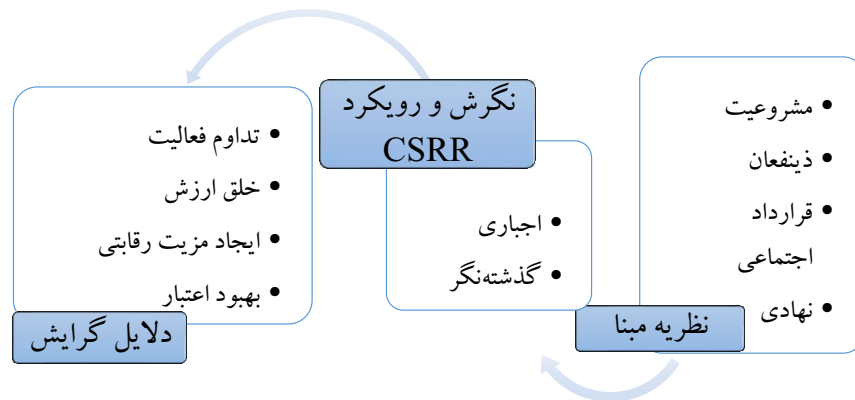 • مشروعیت
• ذینفعان
• قرارداد
اجتماعی
• نهادی
نظریه مبنا
نگرش و رویکرد
CSRR
• اجباری
• گذشته‌نگر
• تداوم فعالیت
• خلق ارزش
• ایجاد مزیت رقابتی
• بهبود اعتبار
دلایل گرایش